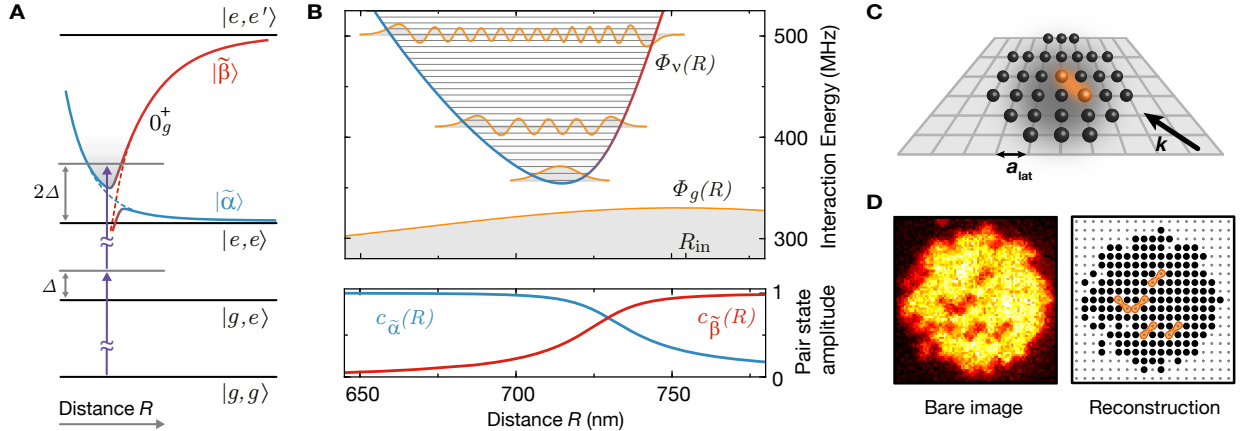 A
|e,e′⟩
|β̃⟩
0g+
2Δ
|α̃⟩
|e,e⟩
Δ
|g,e⟩
|g,g⟩
Distance R
B
Φν(R)
Φg(R)
Rin
500
400
300
Interaction Energy (MHz)
cα̃(R)
cβ̃(R)
1
0
Pair state
amplitude
650
700
750
Distance R (nm)
C
k
alat
D
Bare image
Reconstruction